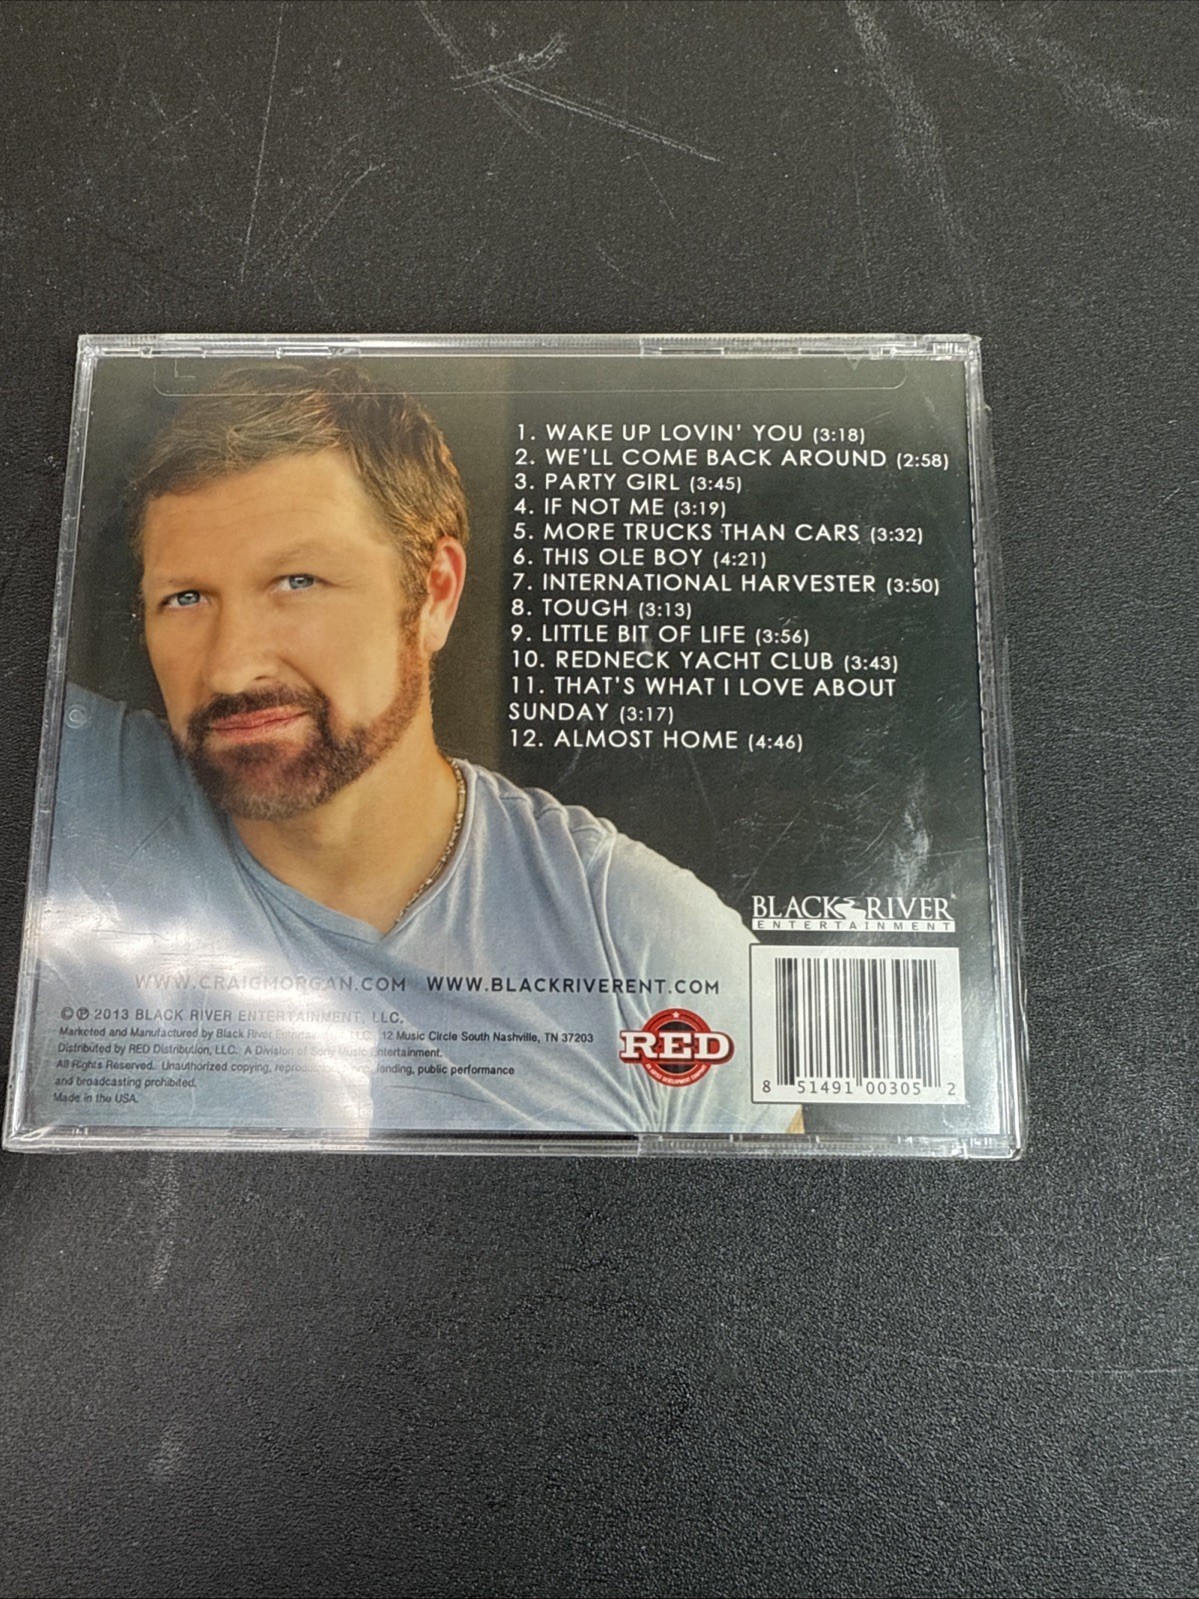 1. WAKE UP LOVIN' YOU (3:18)
2. WE'LL COME BACK AROUND (2:58)
3. PARTY GIRL (3:45)
4. IF NOT ME (3:19)
5. MORE TRUCKS THAN CARS (3:32)
6. THIS OLE BOY (4:21)
7. INTERNATIONAL HARVESTER (3:50)
8. TOUGH (3:13)
9. LITTLE BIT OF LIFE (3:56)
10. REDNECK YACHT CLUB (3:43)
11. THAT'S WHAT I LOVE ABOUT
SUNDAY (3:17)
12. ALMOST HOME (4:46)
BLACK RIVER
ENTERTAINMENT
WWW.CRAIGMORGAN.COM WWW.BLACKRIVERENT.COM
©℗ 2013 BLACK RIVER ENTERTAINMENT, LLC.
Marketed and Manufactured by Black River LLC. 12 Music Circle South Nashville, TN 37203
Distributed by RED Distribution, LLC. A Division of Sony Music Entertainment.
All Rights Reserved. Unauthorized copying, lending, public performance
and broadcasting prohibited.
Made in the USA.
RED
8 51491 00305 2